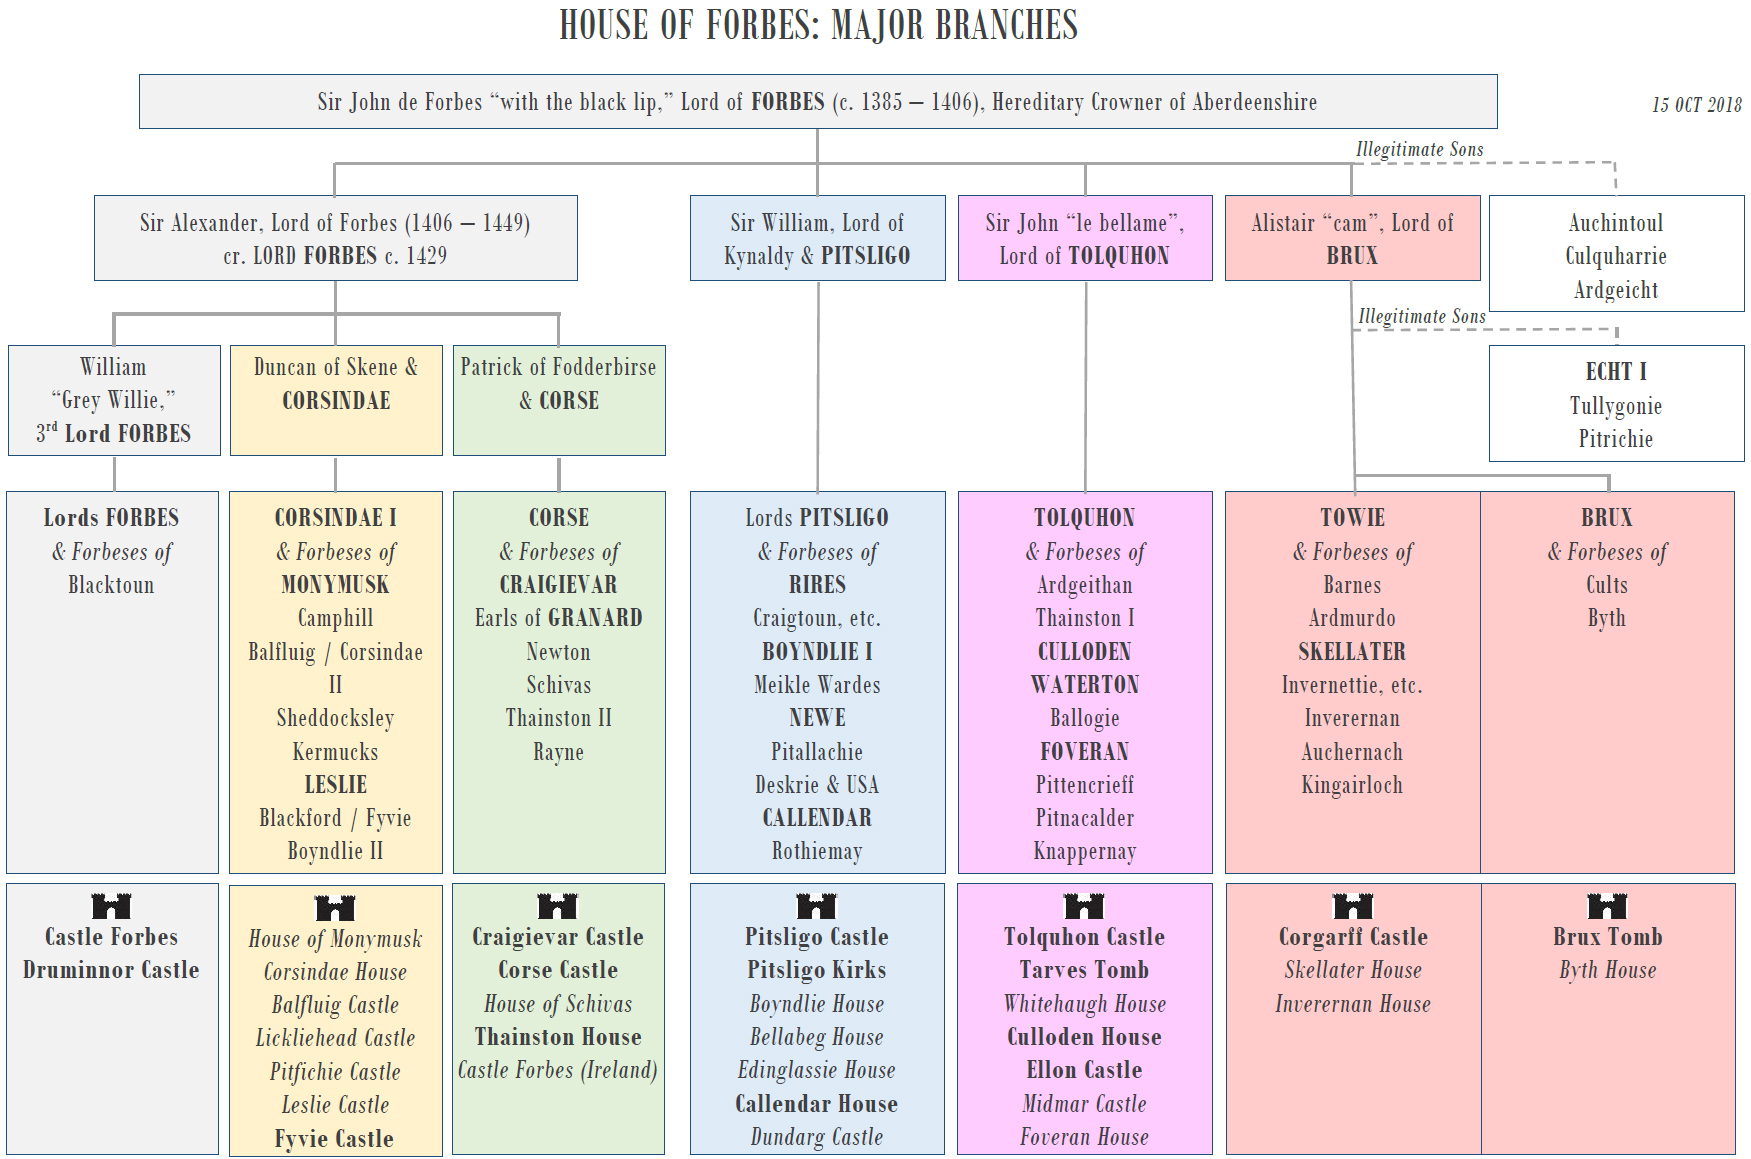 HOUSE OF FORBES: MAJOR BRANCHES
Sir John de Forbes “with the black lip,” Lord of FORBES (c. 1385 – 1406), Hereditary Crowner of Aberdeenshire
15 OCT 2018
Illegitimate Sons
Sir Alexander, Lord of Forbes (1406 – 1449)
cr. LORD FORBES c. 1429
Sir William, Lord of
Kynaldy & PITSLIGO
Sir John “le bellame”,
Lord of TOLQUHON
Alistair “cam”, Lord of
BRUX
Auchintoul
Culquharrie
Ardgeicht
Illegitimate Sons
William
“Grey Willie,”
3rd Lord FORBES
Duncan of Skene &
CORSINDAE
Patrick of Fodderbirse
& CORSE
ECHT I
Tullygonie
Pitrichie
Lords FORBES
& Forbeses of
Blacktoun
CORSINDAE I
& Forbeses of
MONYMUSK
Camphill
Balfluig / Corsindae
II
Sheddocksley
Kermucks
LESLIE
Blackford / Fyvie
Boyndlie II
CORSE
& Forbeses of
CRAIGIEVAR
Earls of GRANARD
Newton
Schivas
Thainston II
Rayne
Lords PITSLIGO
& Forbeses of
RIRES
Craigtoun, etc.
BOYNDLIE I
Meikle Wardes
NEWE
Pitallachie
Deskrie & USA
CALLENDAR
Rothiemay
TOLQUHON
& Forbeses of
Ardgeithan
Thainston I
CULLODEN
WATERTON
Ballogie
FOVERAN
Pittencrieff
Pitnacalder
Knappernay
TOWIE
& Forbeses of
Barnes
Ardmurdo
SKELLATER
Invernettie, etc.
Inverernan
Auchernach
Kingairloch
BRUX
& Forbeses of
Cults
Byth
Castle Forbes
Druminnor Castle
House of Monymusk
Corsindae House
Balfluig Castle
Lickliehead Castle
Pitfichie Castle
Leslie Castle
Fyvie Castle
Craigievar Castle
Corse Castle
House of Schivas
Thainston House
Castle Forbes (Ireland)
Pitsligo Castle
Pitsligo Kirks
Boyndlie House
Bellabeg House
Edinglassie House
Callendar House
Dundarg Castle
Tolquhon Castle
Tarves Tomb
Whitehaugh House
Culloden House
Ellon Castle
Midmar Castle
Foveran House
Corgarff Castle
Skellater House
Inverernan House
Brux Tomb
Byth House